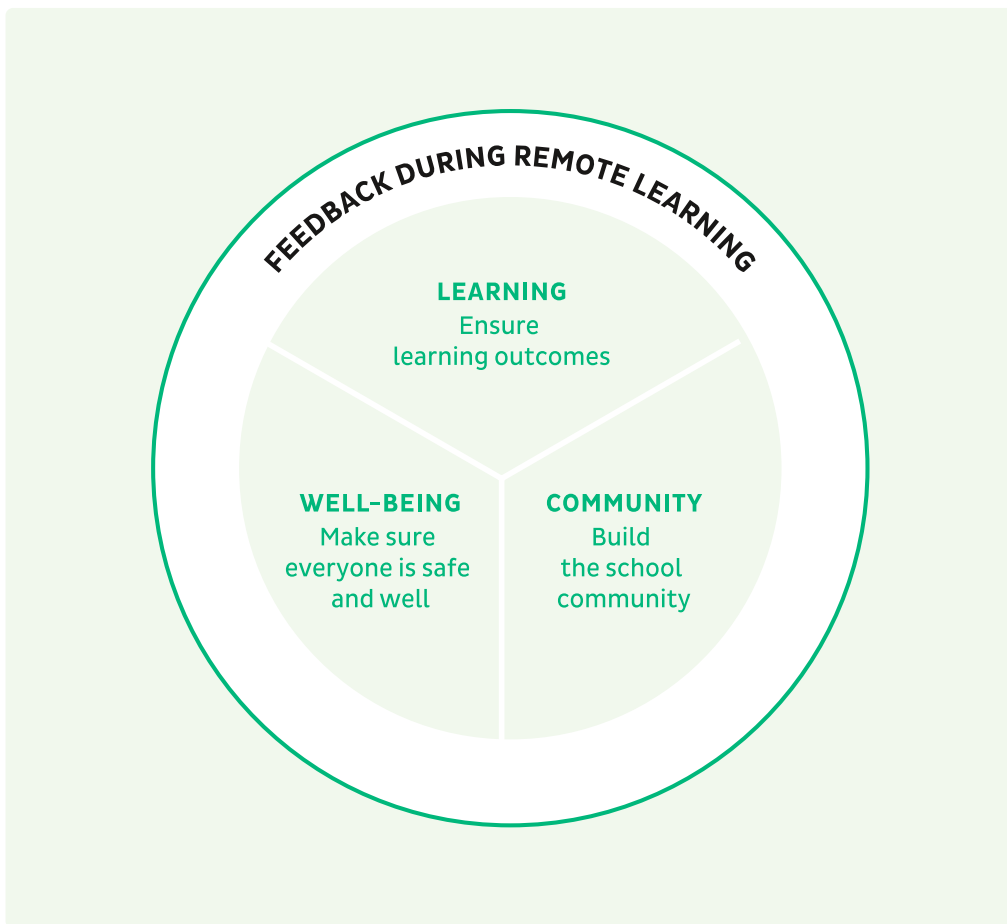 FEEDBACK DURING REMOTE LEARNING
LEARNING
Ensure
learning outcomes
WELL-BEING
Make sure
everyone is safe
and well
COMMUNITY
Build
the school
community